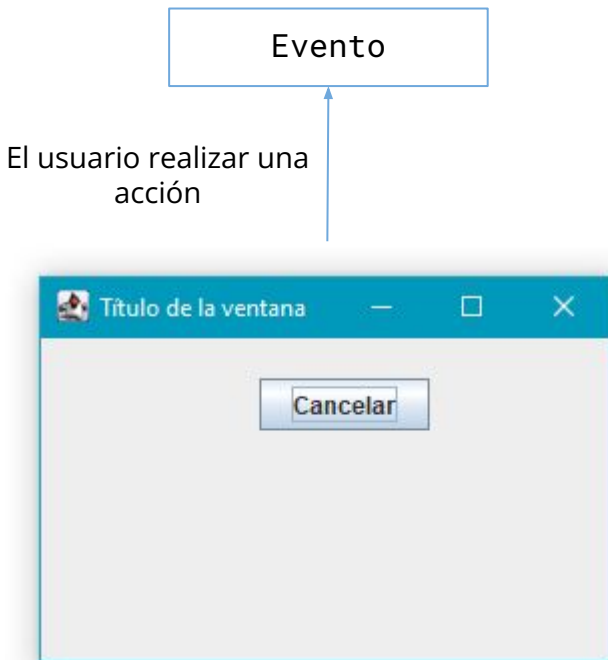 Evento
El usuario realizar una
acción
Título de la ventana
Cancelar